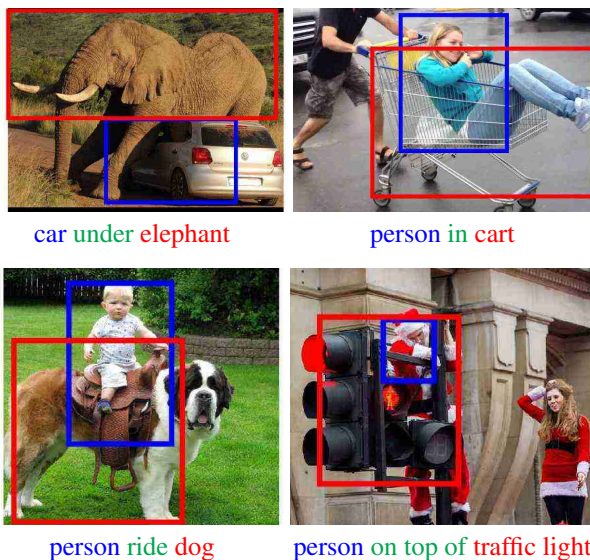 car under elephant
person in cart
person ride dog
person on top of traffic light